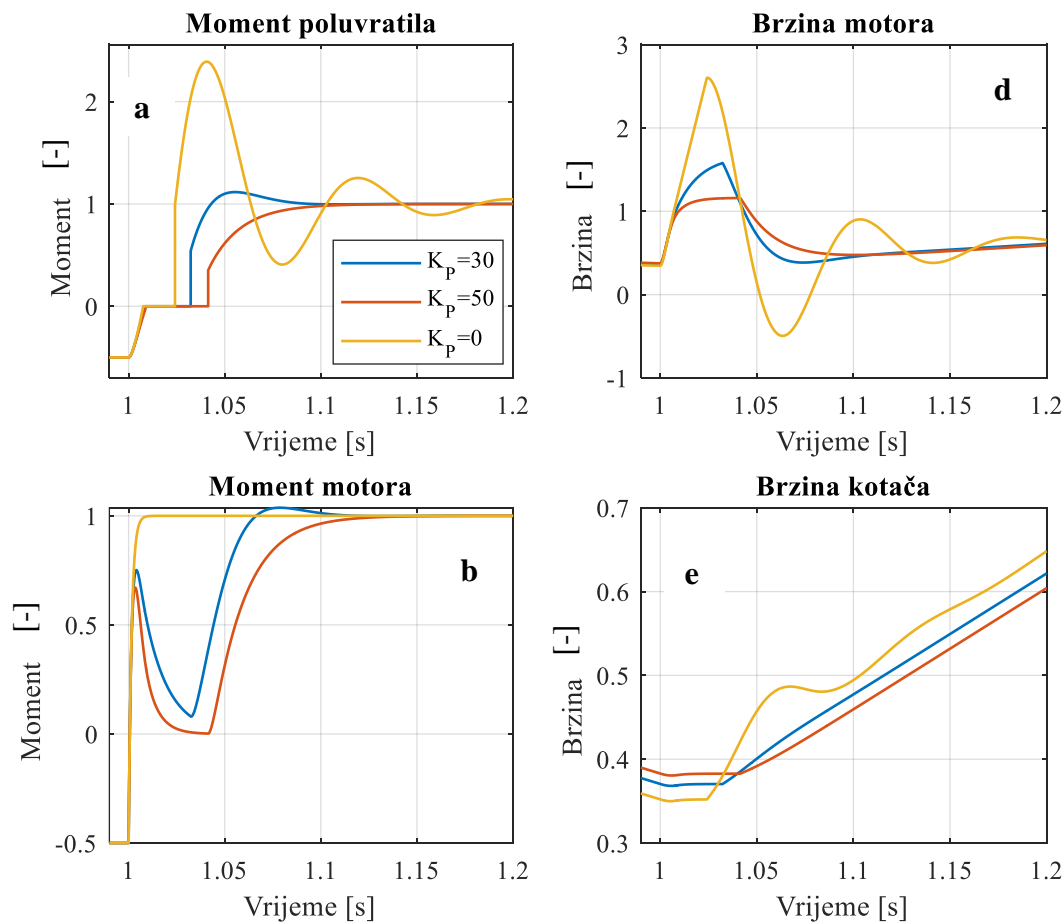 Moment poluvratila
a
Moment [-]
2
1
0
1
1.05
1.1
1.15
1.2
Vrijeme [s]
K_P=30
K_P=50
K_P=0
Brzina motora
d
Brzina [-]
3
2
1
0
-1
1
1.05
1.1
1.15
1.2
Vrijeme [s]
Moment motora
b
Moment [-]
1
0.5
0
-0.5
1
1.05
1.1
1.15
1.2
Vrijeme [s]
Brzina kotača
e
Brzina [-]
0.7
0.6
0.5
0.4
0.3
1
1.05
1.1
1.15
1.2
Vrijeme [s]